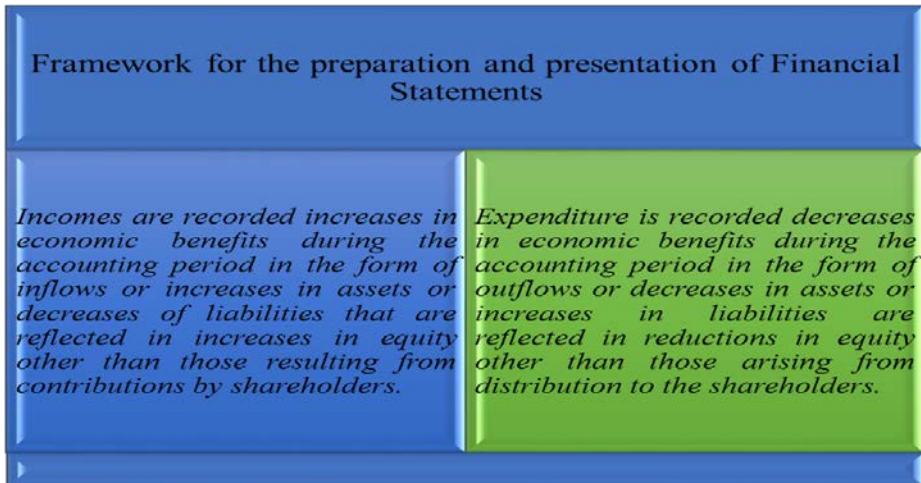 Framework for the preparation and presentation of Financial
Statements
Incomes are recorded increases in
economic benefits during the
accounting period in the form of
inflows or increases in assets or
decreases of liabilities that are
reflected in increases in equity
other than those resulting from
contributions by shareholders.
Expenditure is recorded decreases
in economic benefits during the
accounting period in the form of
outflows or decreases in assets or
increases in liabilities are
reflected in reductions in equity
other than those arising from
distribution to the shareholders.